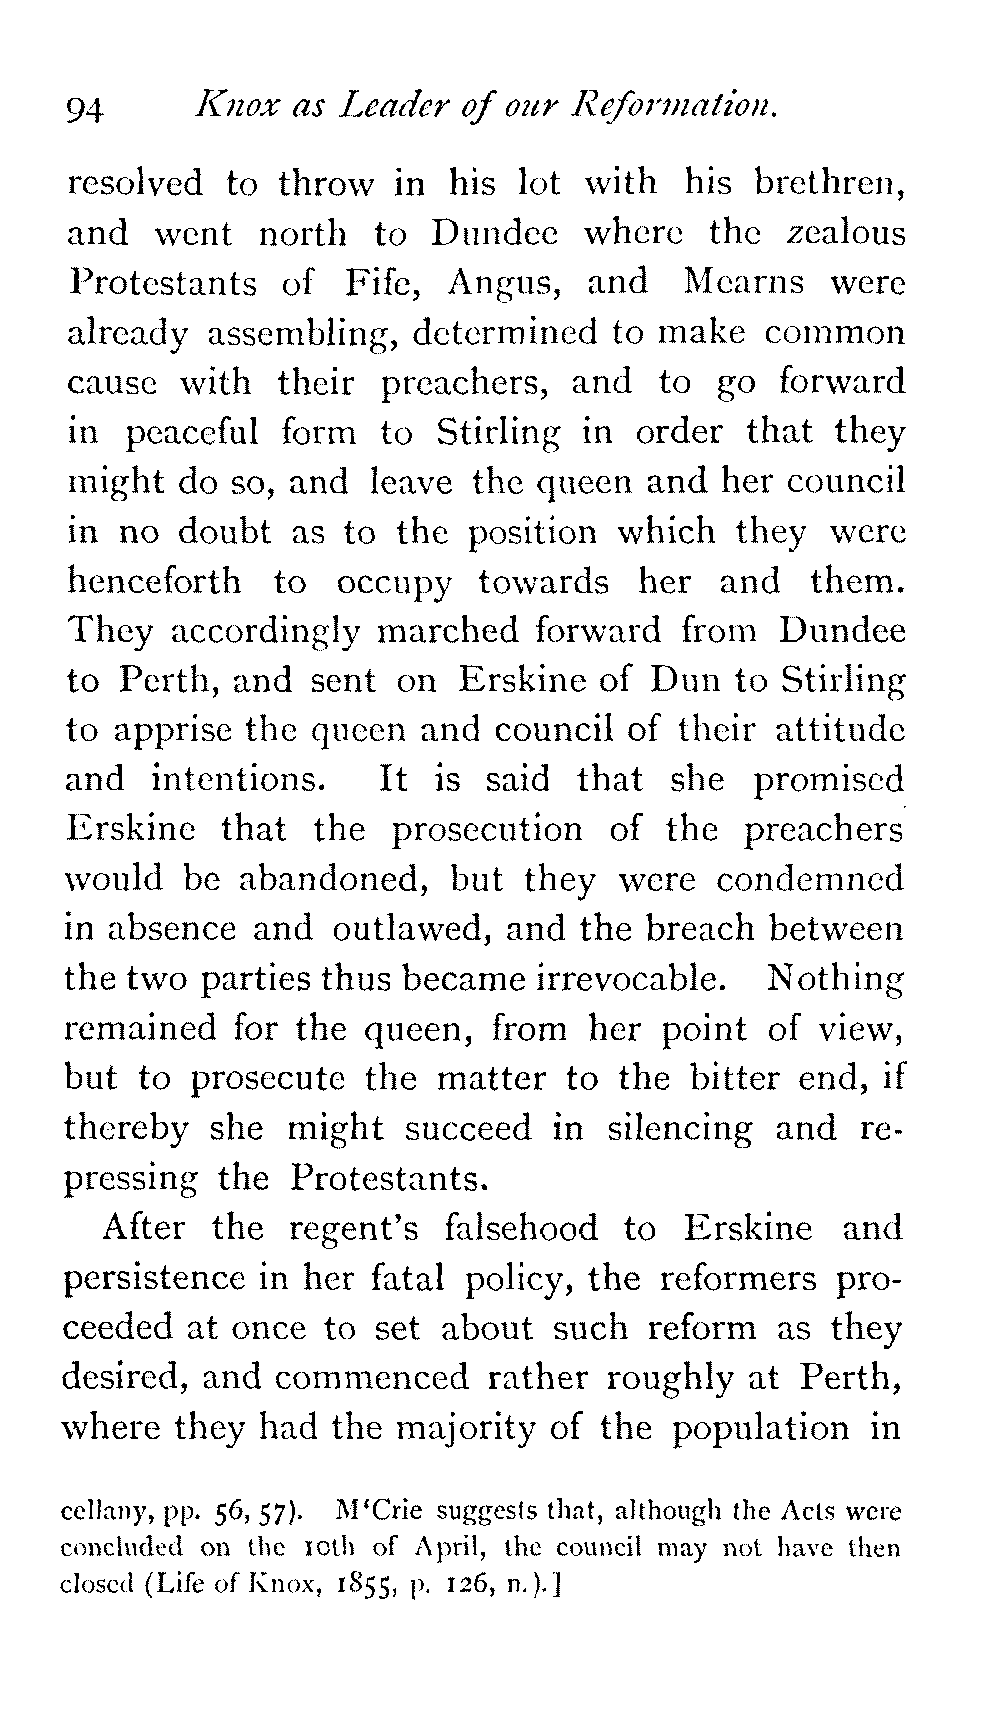 94 Knox as Leader of our Reformation.
resolved to throw in his lot with his brethren,
and went north to Dundee where the zealous
Protestants of Fife, Angus, and Mearns were
already assembling, determined to make common
cause with their preachers, and to go forward
in peaceful form to Stirling in order that they
might do so, and leave the queen and her council
in no doubt as to the position which they were
henceforth to occupy towards her and them.
They accordingly marched forward from Dundee
to Perth, and sent on Erskine of Dun to Stirling
to apprise the queen and council of their attitude
and intentions. It is said that she promised
Erskine that the prosecution of the preachers
would be abandoned, but they were condemned
in absence and outlawed, and the breach between
the two parties thus became irrevocable. Nothing
remained for the queen, from her point of view,
but to prosecute the matter to the bitter end, if
thereby she might succeed in silencing and re-
pressing the Protestants.
After the regent's falsehood to Erskine and
persistence in her fatal policy, the reformers pro-
ceeded at once to set about such reform as they
desired, and commenced rather roughly at Perth,
where they had the majority of the population in
cellany, pp. 56, 57). M‘Crie suggests that, although the Acts were
concluded on the 10th of April, the council may not have then
closed (Life of Knox, 1855, p. 126, n.).]